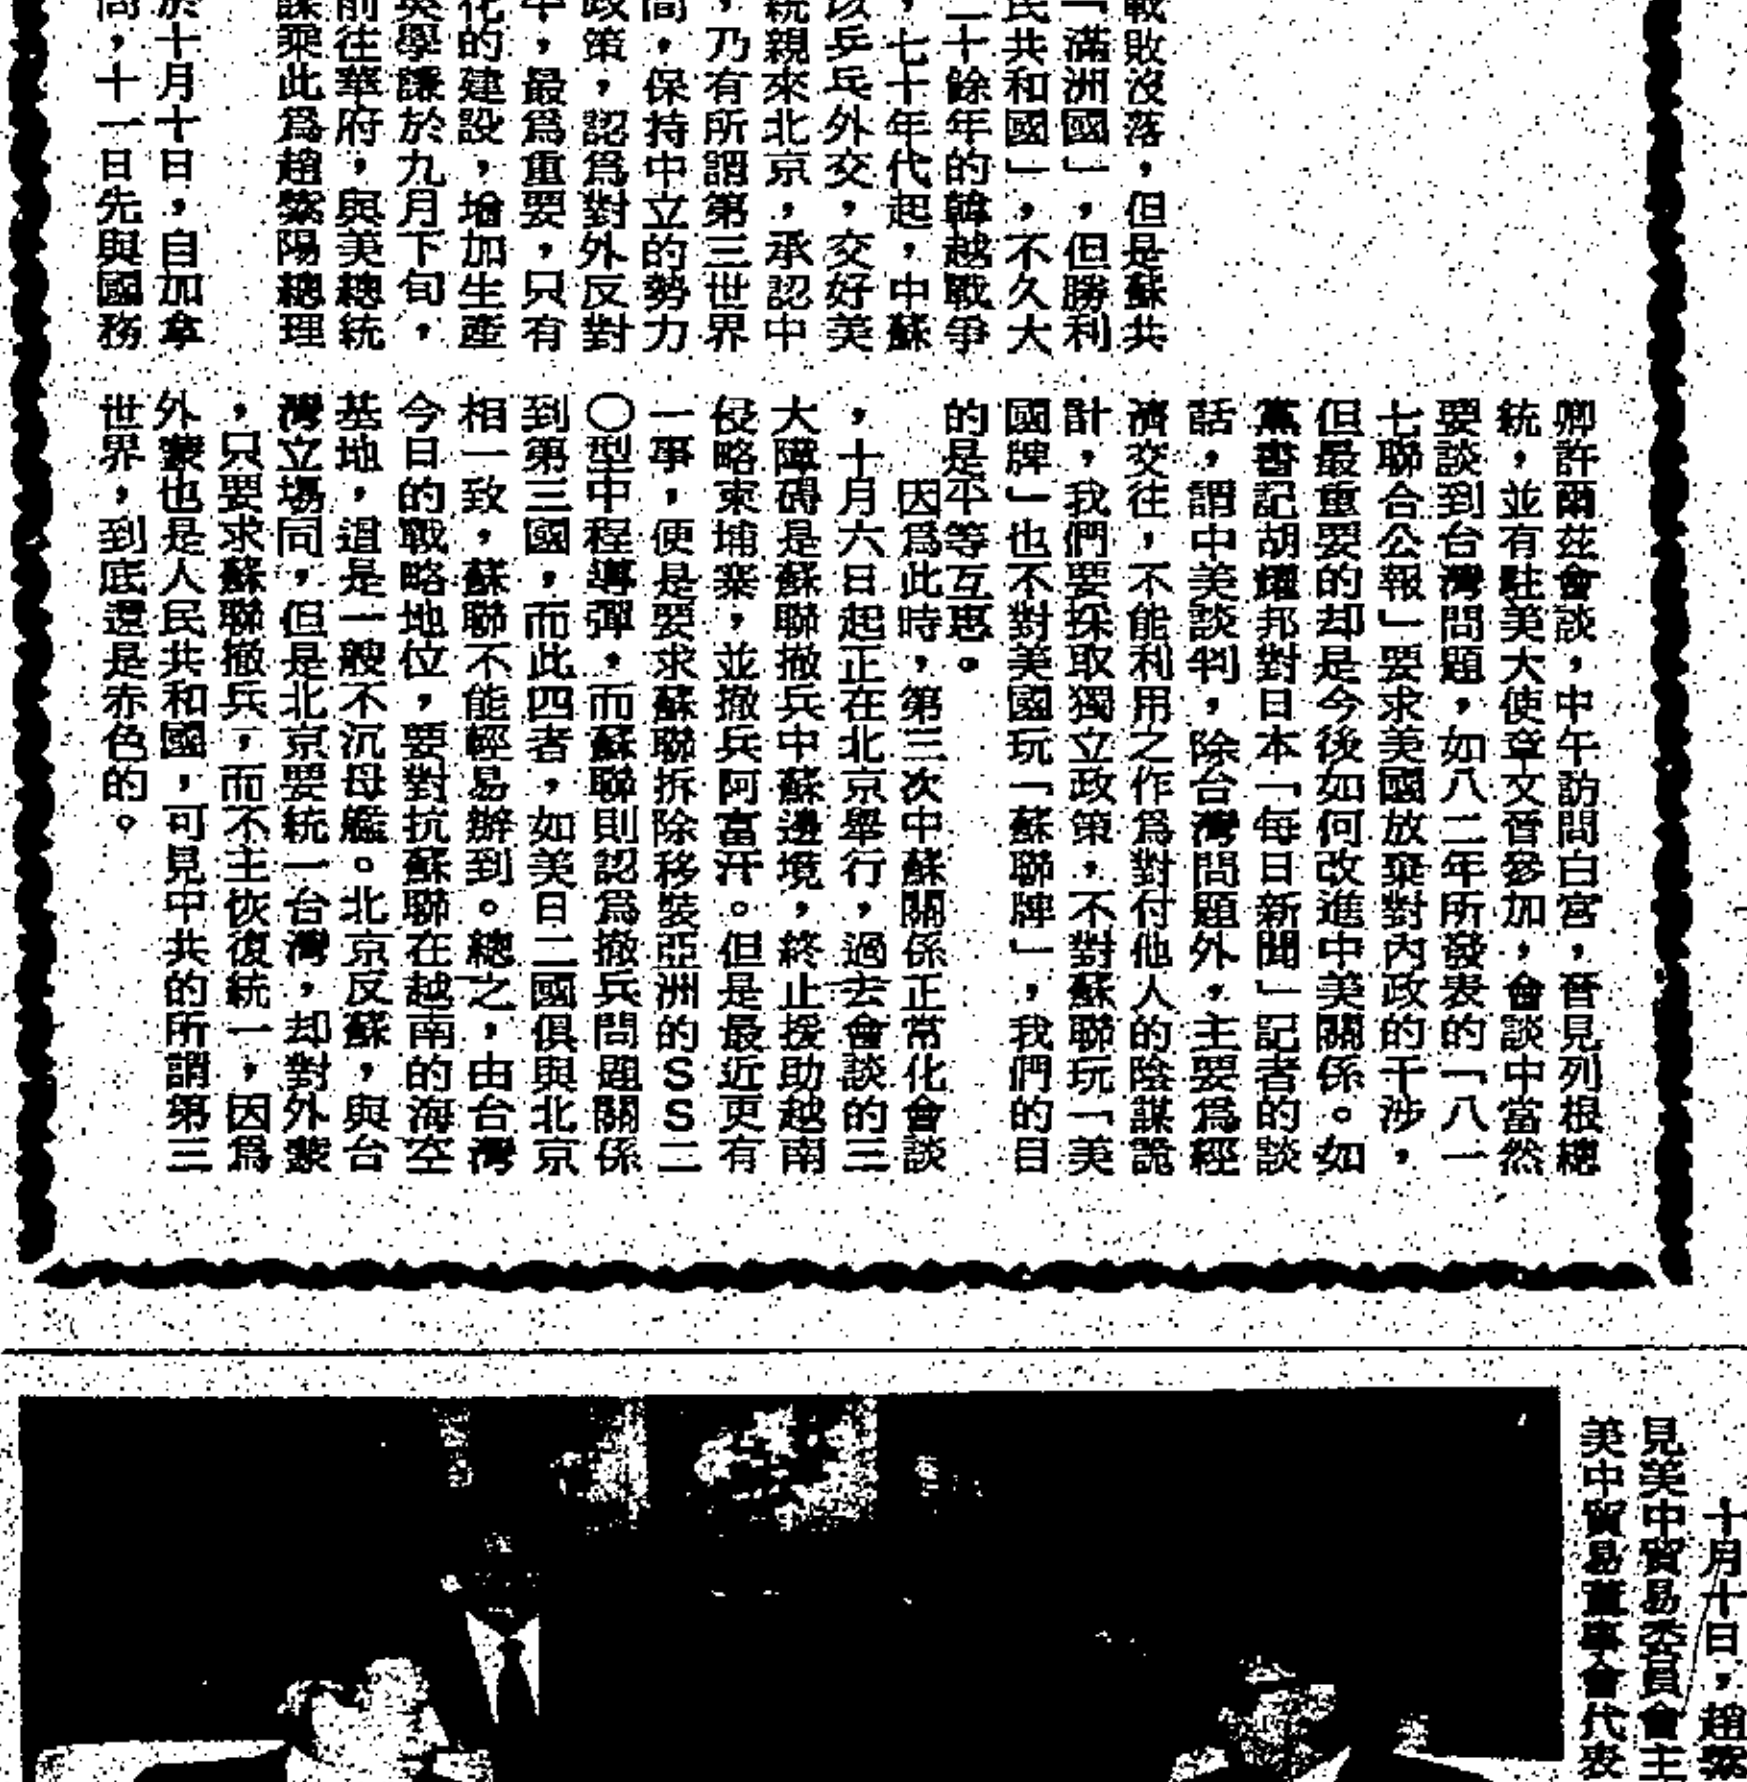 戰敗沒落，但是蘇共
「滿洲國」，但勝利
民共和國」，不久大
二十餘年的韓越戰爭
，七十年代起，中蘇
以乒乓外交，交好美
統親來北京，承認中
，乃有所謂第三世界
間，保持中立的勢力
政策，認爲對外反對
中，最爲重要，只有
化的建設，增加生產
吳學謙於九月下旬，
前往華府，與美總統
謀乘此爲趙紫陽總理
於十月十日，自加拿
問，十一日先與國務
卿許爾茲會談，中午訪問白宮，晉見列根總
統，並有駐美大使章文晉參加，會談中當然
要談到台灣問題，如八二年所發表的「八一
七聯合公報」要求美國放棄對內政的干涉，
但最重要的却是今後如何改進中美關係。如
黨書記胡耀邦對日本「每日新聞」記者的談
話，謂中美談判，除台灣問題外，主要爲經
濟交往，不能利用之作爲對付他人的陰謀詭
計，我們要採取獨立政策，不對蘇聯玩「美
國牌」也不對美國玩「蘇聯牌」，我們的目
的是平等互惠。
因爲此時，第三次中蘇關係正常化會談
，十月六日起正在北京舉行，過去會談的三
大障碍是蘇聯撤兵中蘇邊境，終止援助越南
侵略柬埔寨，並撤兵阿富汗。但是最近更有
一事，便是要求蘇聯拆除移裝亞洲的ＳＳ二
〇型中程導彈，而蘇聯則認爲撤兵問題關係
到第三國，而此四者，如美日二國俱與北京
相一致，蘇聯不能輕易辦到。總之，由台灣
今日的戰略地位，要對抗蘇聯在越南的海空
基地，這是一艘不沉母艦。北京反蘇，與台
灣立場同，但是北京要統一台灣，却對外蒙
，只要求蘇聯撤兵，而不主恢復統一，因爲
外蒙也是人民共和國，可見中共的所謂第三
世界，到底還是赤色的。
十月十日，趙紫
見美中貿易委員會主
美中貿易董事會代表